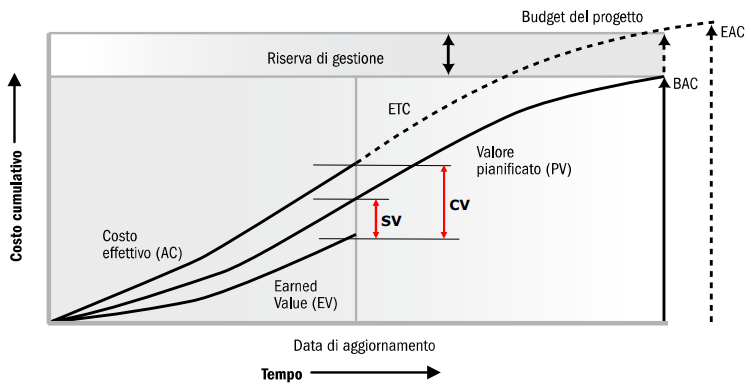 Budget del progetto
EAC
Riserva di gestione
BAC
ETC
Valore
pianificato (PV)
CV
SV
Costo cumulativo
Costo
effettivo (AC)
Earned
Value (EV)
Data di aggiornamento
Tempo